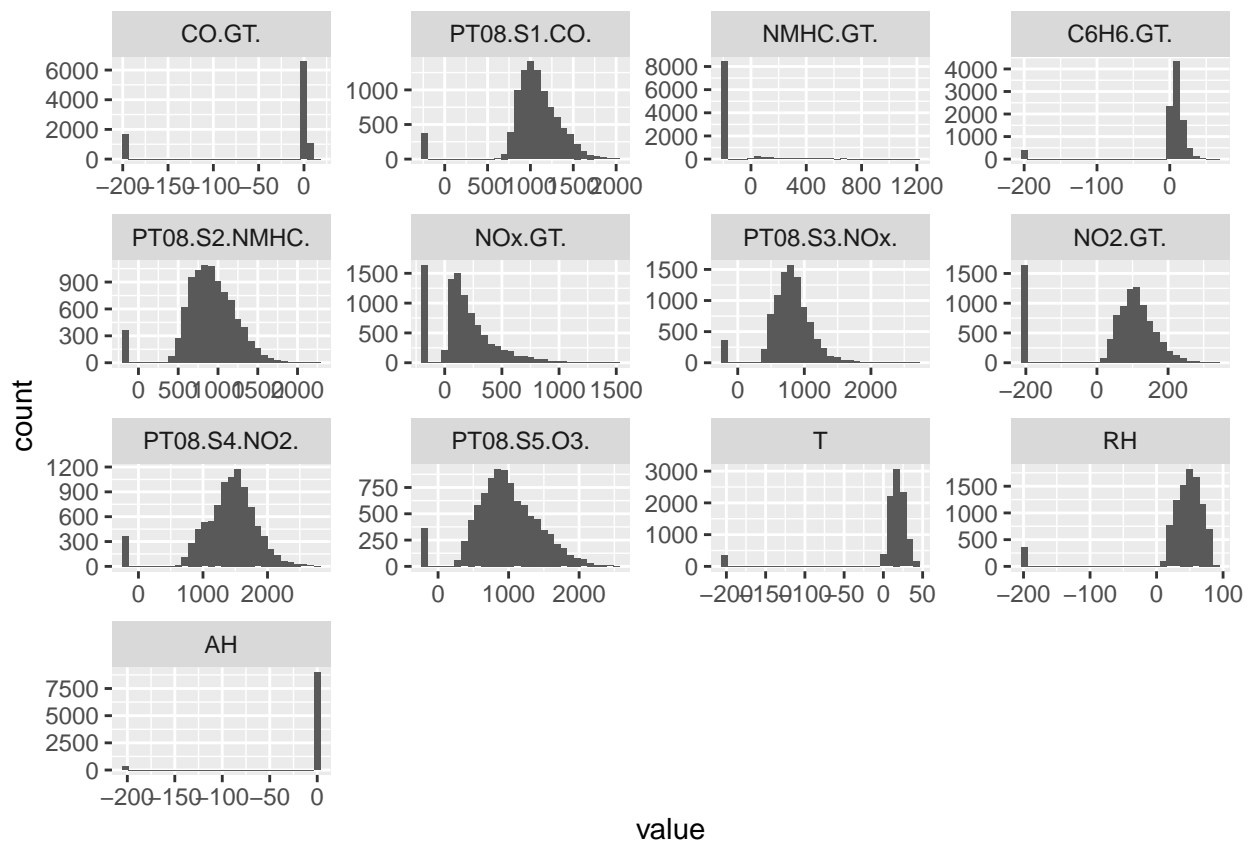 CO.GT. PT08.S1.CO. NMHC.GT. C6H6.GT.
6000
4000
2000
0
−200 −150 −100 −50 0
1000
500
0
0 500 1000 1500 2000
8000
6000
4000
2000
0
0 400 800 1200
4000
3000
2000
1000
0
−200 −100 0
PT08.S2.NMHC. NOx.GT. PT08.S3.NOx. NO2.GT.
900
600
300
0
0 500 1000 1500 2000
1500
1000
500
0
0 500 1000 1500
1500
1000
500
0
0 1000 2000
1500
1000
500
0
−200 0 200
count
PT08.S4.NO2. PT08.S5.O3. T RH
1200
900
600
300
0
0 1000 2000
750
500
250
0
0 1000 2000
3000
2000
1000
0
−200 −150 −100 −50 0 50
1500
1000
500
0
−200 −100 0 100
AH
7500
5000
2500
0
−200 −150 −100 −50 0
value